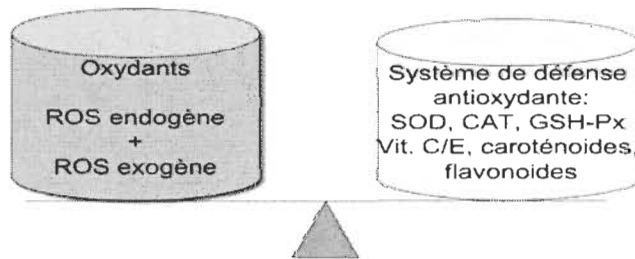 Oxydants
ROS endogène
+
ROS exogène
Système de défense
antioxydante:
SOD, CAT, GSH-Px
Vit. C/E, caroténoides,
flavonoides